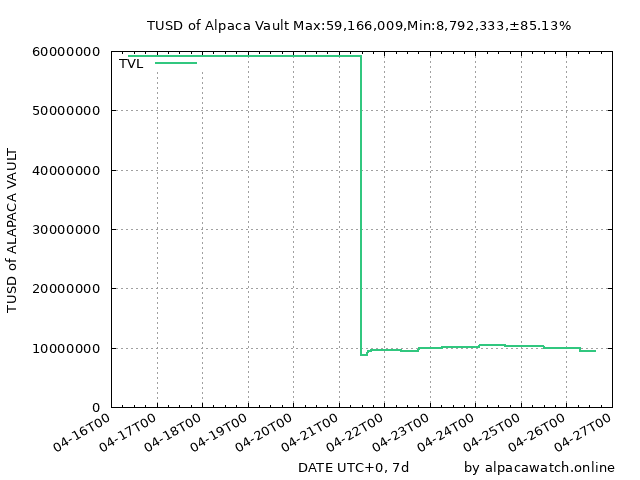 TUSD of Alpaca Vault Max:59,166,009,Min:8,792,333,±85.13%
TUSD of ALAPACA VAULT
TVL
60000000
50000000
40000000
30000000
20000000
10000000
0
04-16T00
04-17T00
04-18T00
04-19T00
04-20T00
04-21T00
04-22T00
04-23T00
04-24T00
04-25T00
04-26T00
04-27T00
DATE UTC+0, 7d
by alpacawatch.online